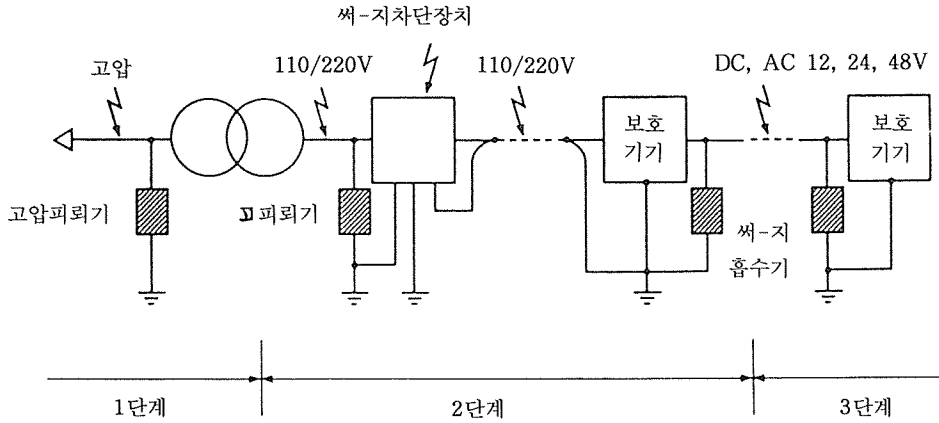 써-지차단장치
고압
110/220V
110/220V
DC, AC 12, 24, 48V
보호
기기
보호
기기
고압피뢰기
피뢰기
써-지
흡수기
1단계
2단계
3단계